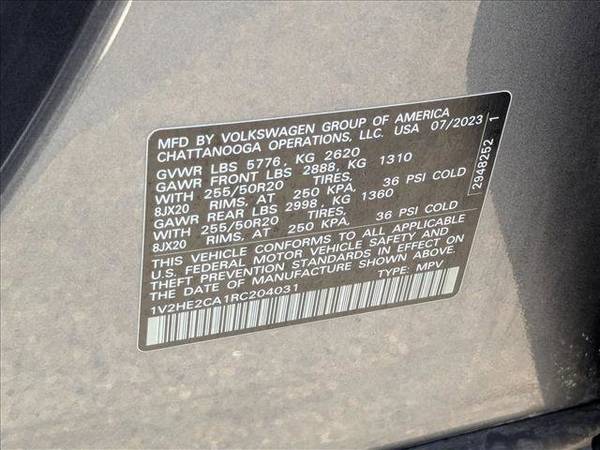 MFD BY VOLKSWAGEN GROUP OF AMERICA
CHATTANOOGA OPERATIONS, LLC. USA 07/2023
GVWR LBS 5776, KG 2620
GAWR FRONT LBS 2888, KG 1310
WITH 255/50R20 TIRES,
8JX20 RIMS, AT 250 KPA, 36 PSI COLD
GAWR REAR LBS 2998, KG 1360
WITH 255/50R20 TIRES,
8JX20 RIMS, AT 250 KPA, 36 PSI COLD
THIS VEHICLE CONFORMS TO ALL APPLICABLE
U.S. FEDERAL MOTOR VEHICLE SAFETY AND
THEFT PREVENTION STANDARDS IN EFFECT ON
THE DATE OF MANUFACTURE SHOWN ABOVE.
1V2HE2CA1RC204031 TYPE: MPV
2948252 1